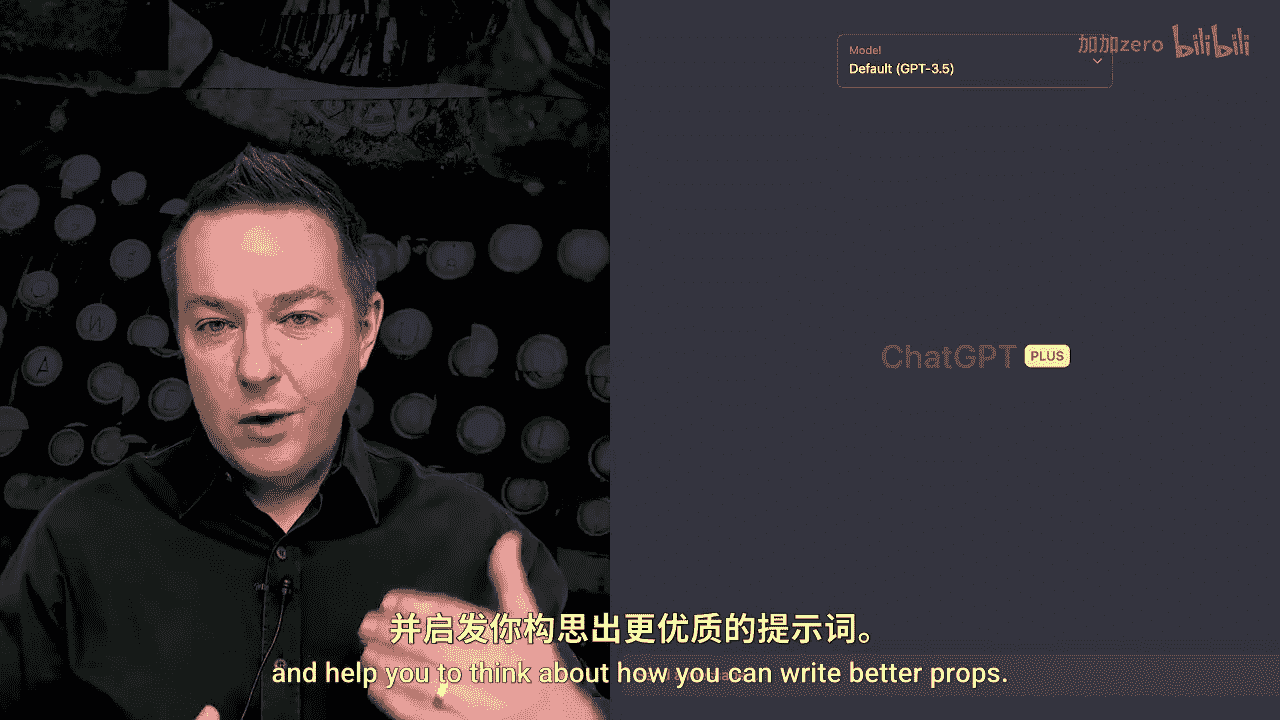 加加zero bilibili
Model
Default (GPT-3.5)
ChatGPT PLUS
并启发你构思出更优质的提示词。
and help you to think about how you can write better props.